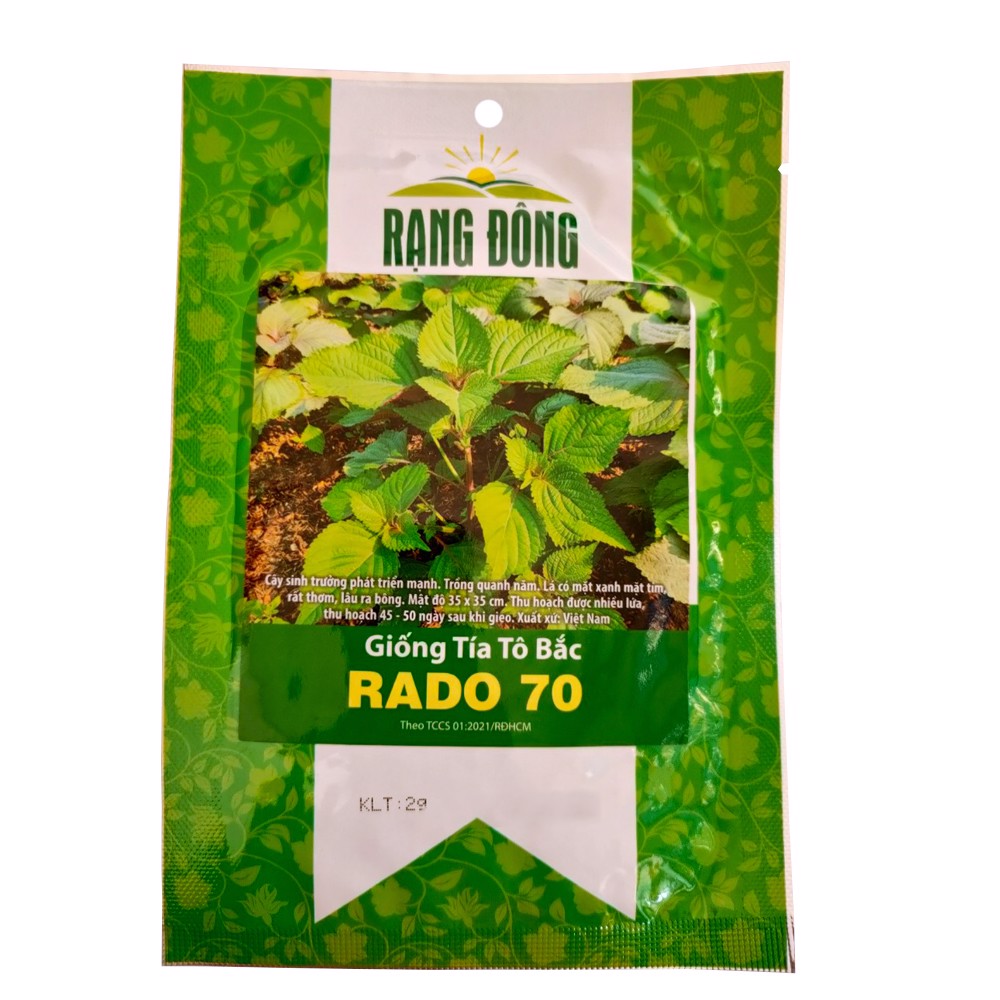 RẠNG ĐÔNG
Cây sinh trưởng phát triển mạnh. Trồng quanh năm. Lá có mặt xanh mặt tím,
rất thơm, lâu ra bông. Mật độ 35 x 35 cm. Thu hoạch được nhiều lứa,
thu hoạch 45 - 50 ngày sau khi gieo. Xuất xứ: Việt Nam
Giống Tía Tô Bắc
RADO 70
Theo TCCS 01:2021/RĐHCM
KLT:2g